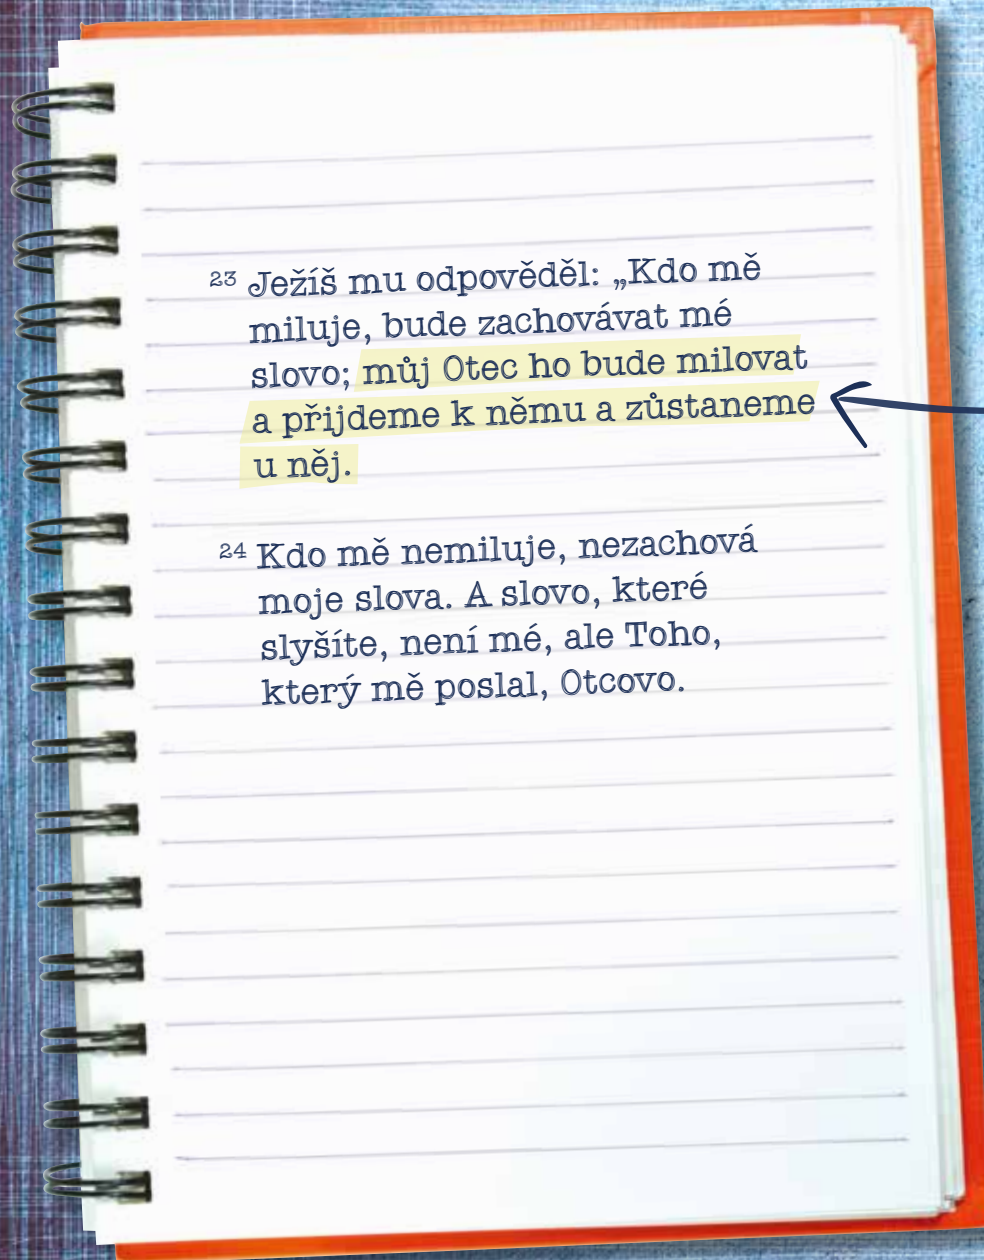 23 Ježíš mu odpověděl: „Kdo mě
miluje, bude zachovávat mé
slovo; můj Otec ho bude milovat
a přijdeme k němu a zůstaneme
u něj.
24 Kdo mě nemiluje, nezachová
moje slova. A slovo, které
slyšíte, není mé, ale Toho,
který mě poslal, Otcovo.